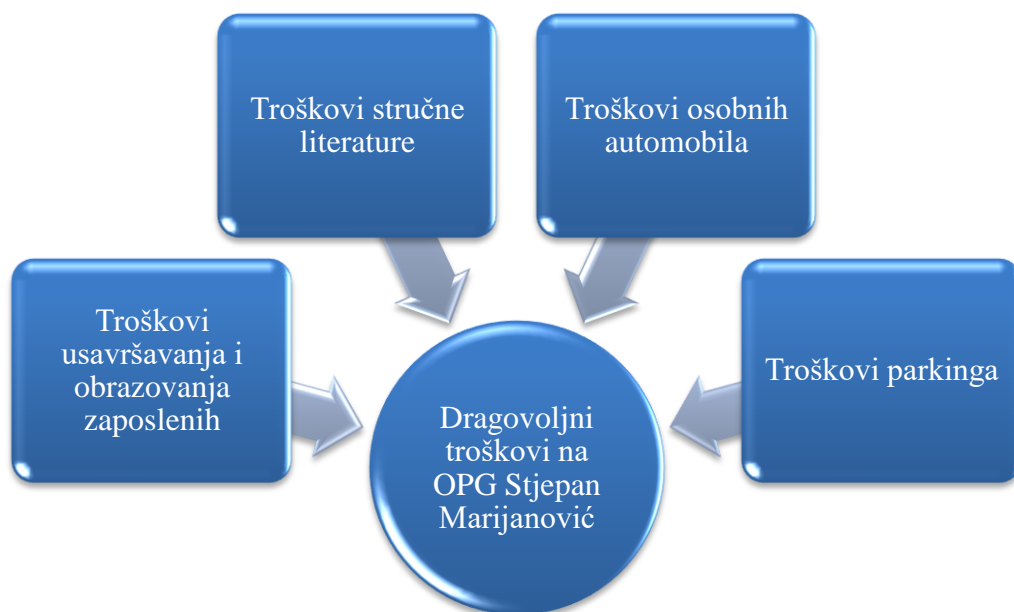 Troškovi stručne
literature
Troškovi osobnih
automobila
Troškovi
usavršavanja i
obrazovanja
zaposlenih
Troškovi parkinga
Dragovoljni
troškovi na
OPG Stjepan
Marijanović